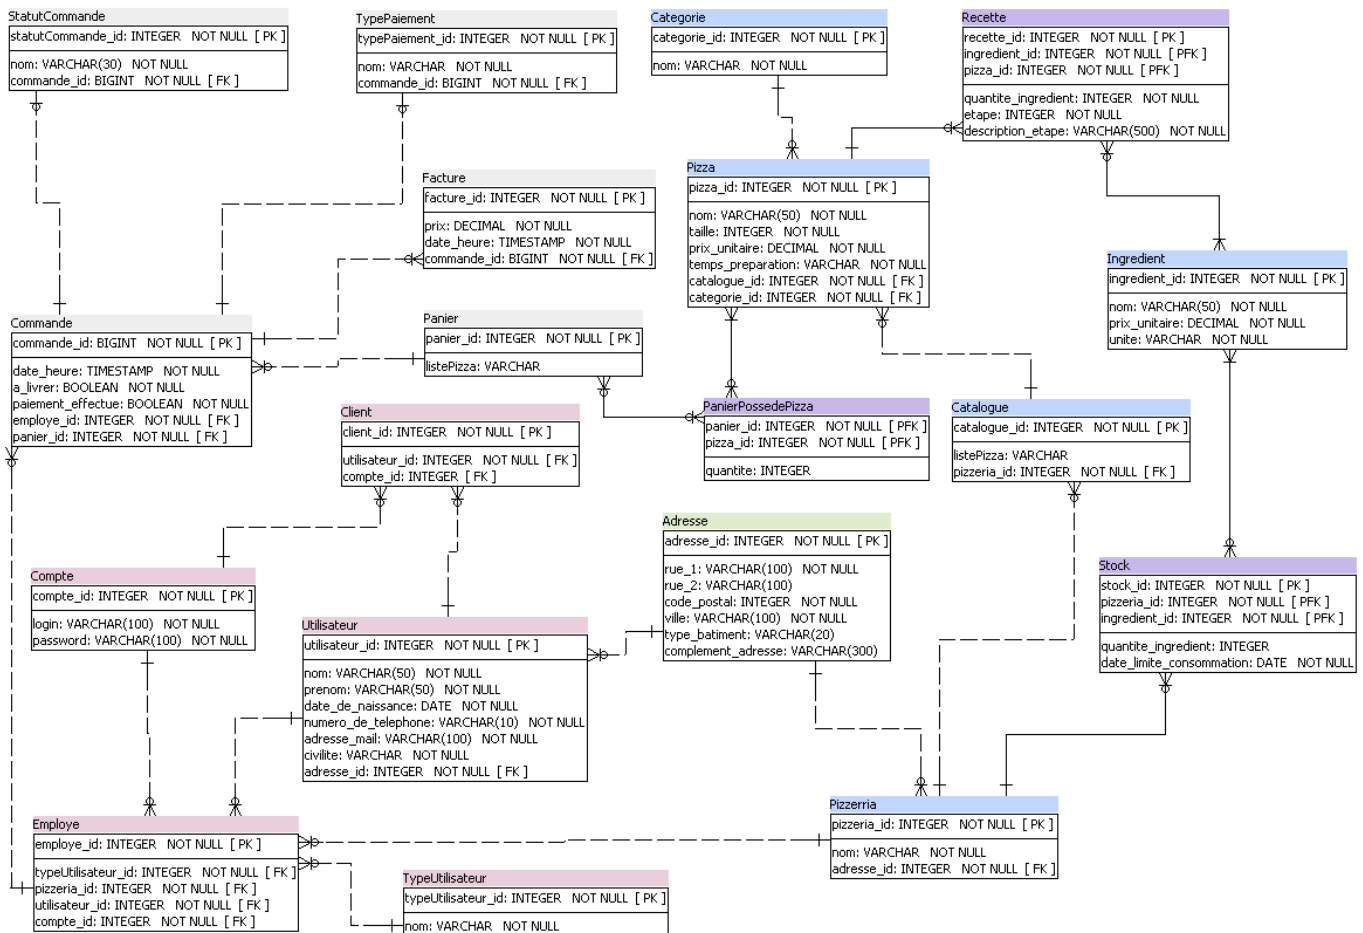 StatutCommande
statutCommande_id: INTEGER NOT NULL [ PK ]
nom: VARCHAR(30) NOT NULL
commande_id: BIGINT NOT NULL [ FK ]
TypePaiement
typePaiement_id: INTEGER NOT NULL [ PK ]
nom: VARCHAR NOT NULL
commande_id: BIGINT NOT NULL [ FK ]
Categorie
categorie_id: INTEGER NOT NULL [ PK ]
nom: VARCHAR NOT NULL
Recette
recette_id: INTEGER NOT NULL [ PK ]
ingredient_id: INTEGER NOT NULL [ PFK ]
pizza_id: INTEGER NOT NULL [ PFK ]
quantite_ingredient: INTEGER NOT NULL
etape: INTEGER NOT NULL
description_etape: VARCHAR(500) NOT NULL
Facture
facture_id: INTEGER NOT NULL [ PK ]
prix: DECIMAL NOT NULL
date_heure: TIMESTAMP NOT NULL
commande_id: BIGINT NOT NULL [ FK ]
Pizza
pizza_id: INTEGER NOT NULL [ PK ]
nom: VARCHAR(50) NOT NULL
taille: INTEGER NOT NULL
prix_unitaire: DECIMAL NOT NULL
temps_preparation: VARCHAR NOT NULL
catalogue_id: INTEGER NOT NULL [ FK ]
categorie_id: INTEGER NOT NULL [ FK ]
Ingredient
ingredient_id: INTEGER NOT NULL [ PK ]
nom: VARCHAR(50) NOT NULL
prix_unitaire: DECIMAL NOT NULL
unite: VARCHAR NOT NULL
Commande
commande_id: BIGINT NOT NULL [ PK ]
date_heure: TIMESTAMP NOT NULL
a_livrer: BOOLEAN NOT NULL
paiement_effectue: BOOLEAN NOT NULL
employe_id: INTEGER NOT NULL [ FK ]
panier_id: INTEGER NOT NULL [ FK ]
Panier
panier_id: INTEGER NOT NULL [ PK ]
listePizza: VARCHAR
Client
client_id: INTEGER NOT NULL [ PK ]
utilisateur_id: INTEGER NOT NULL [ FK ]
compte_id: INTEGER [ FK ]
PanierPossedePizza
panier_id: INTEGER NOT NULL [ PFK ]
pizza_id: INTEGER NOT NULL [ PFK ]
quantite: INTEGER
Catalogue
catalogue_id: INTEGER NOT NULL [ PK ]
listePizza: VARCHAR
pizzeria_id: INTEGER NOT NULL [ FK ]
Adresse
adresse_id: INTEGER NOT NULL [ PK ]
rue_1: VARCHAR(100) NOT NULL
rue_2: VARCHAR(100)
code_postal: INTEGER NOT NULL
ville: VARCHAR(100) NOT NULL
type_batiment: VARCHAR(20)
complement_adresse: VARCHAR(300)
Stock
stock_id: INTEGER NOT NULL [ PK ]
pizzeria_id: INTEGER NOT NULL [ PFK ]
ingredient_id: INTEGER NOT NULL [ PFK ]
quantite_ingredient: INTEGER
date_limite_consommation: DATE NOT NULL
Compte
compte_id: INTEGER NOT NULL [ PK ]
login: VARCHAR(100) NOT NULL
password: VARCHAR(100) NOT NULL
Utilisateur
utilisateur_id: INTEGER NOT NULL [ PK ]
nom: VARCHAR(50) NOT NULL
prenom: VARCHAR(50) NOT NULL
date_de_naissance: DATE NOT NULL
numero_de_telephone: VARCHAR(10) NOT NULL
adresse_mail: VARCHAR(100) NOT NULL
civilite: VARCHAR NOT NULL
adresse_id: INTEGER NOT NULL [ FK ]
Pizzerria
pizzeria_id: INTEGER NOT NULL [ PK ]
nom: VARCHAR NOT NULL
adresse_id: INTEGER NOT NULL [ FK ]
Employe
employe_id: INTEGER NOT NULL [ PK ]
typeUtilisateur_id: INTEGER NOT NULL [ FK ]
pizzeria_id: INTEGER NOT NULL [ FK ]
utilisateur_id: INTEGER NOT NULL [ FK ]
compte_id: INTEGER NOT NULL [ FK ]
TypeUtilisateur
typeUtilisateur_id: INTEGER NOT NULL [ PK ]
nom: VARCHAR NOT NULL